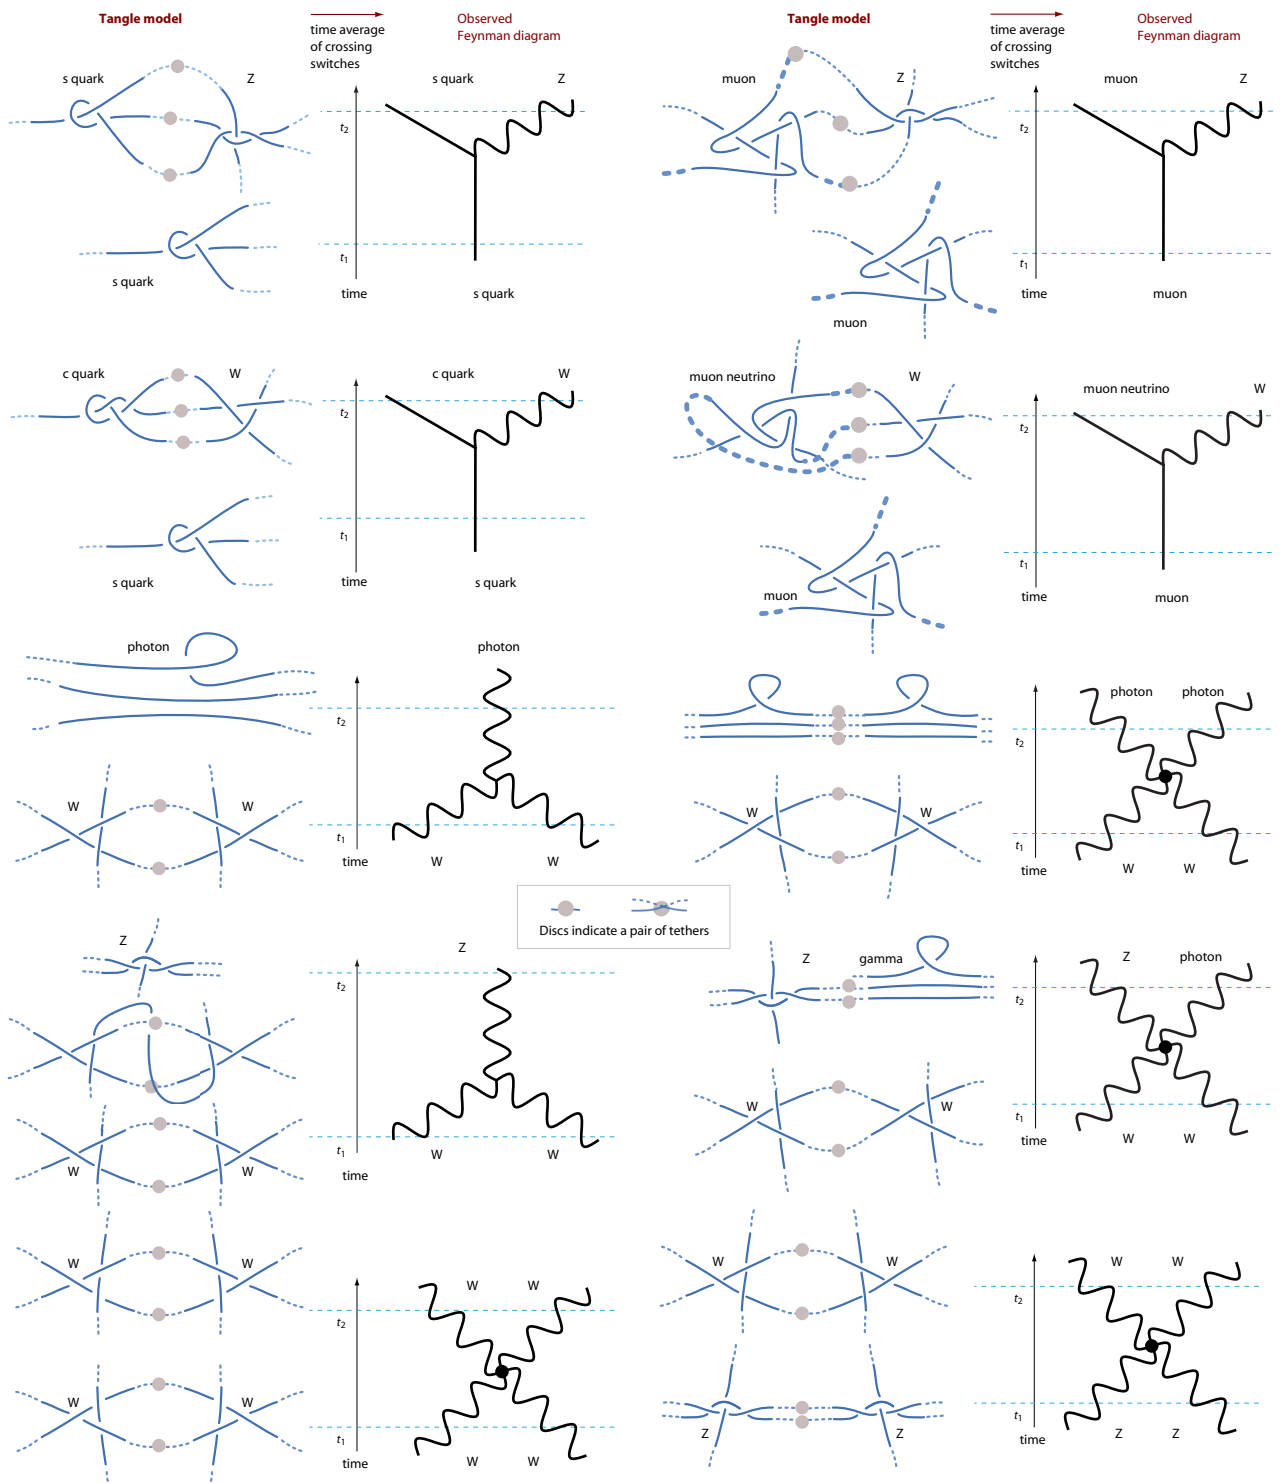 Tangle model
time average
of crossing
switches
Observed
Feynman diagram
s quark
Z
s quark
Z
t2
s quark
t1
time
s quark
Tangle model
time average
of crossing
switches
Observed
Feynman diagram
muon
Z
muon
Z
t2
muon
t1
time
muon
c quark
W
c quark
W
t2
s quark
t1
time
s quark
muon neutrino
W
muon neutrino
W
t2
muon
t1
time
muon
photon
photon
t2
W
W
t1
time
W
W
photon
photon
t2
W
W
t1
time
W
W
Discs indicate a pair of tethers
Z
Z
t2
W
W
t1
time
W
W
Z
gamma
Z
photon
t2
W
W
t1
time
W
W
W
W
W
W
t2
W
W
t1
time
W
W
W
W
W
W
t2
Z
Z
t1
time
Z
Z